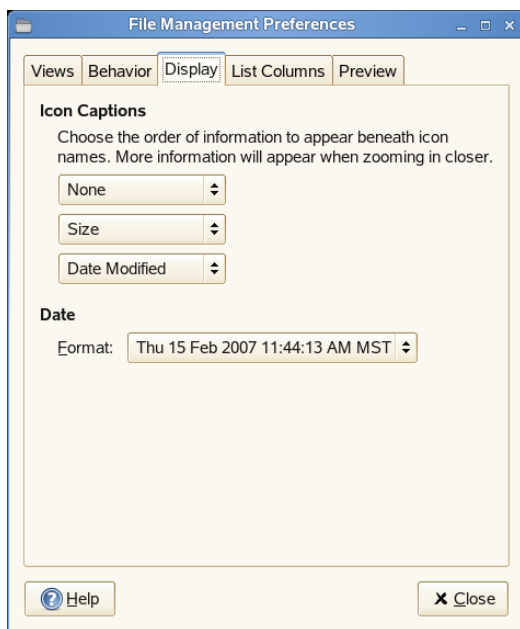 File Management Preferences
Views Behavior Display List Columns Preview
Icon Captions
Choose the order of information to appear beneath icon
names. More information will appear when zooming in closer.
None
Size
Date Modified
Date
Format: Thu 15 Feb 2007 11:44:13 AM MST
Help Close